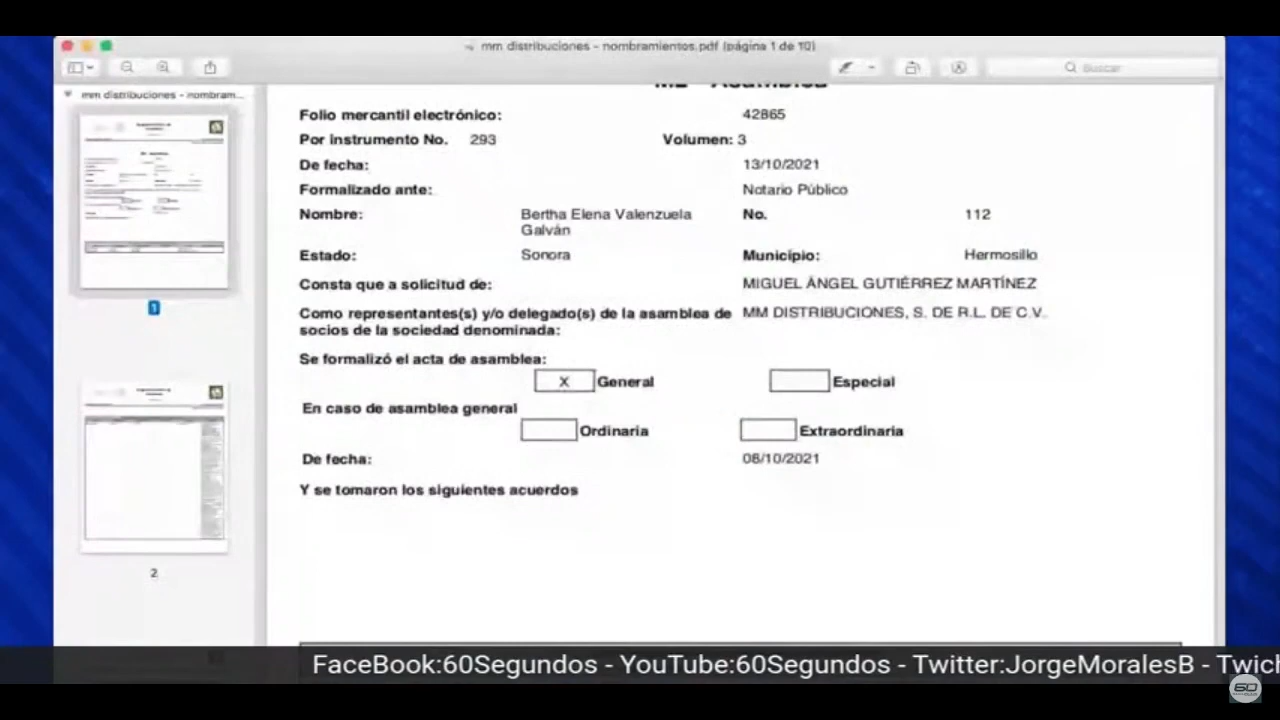 mm distribuciones - nombramientos.pdf (página 1 de 10)
Buscar
mm distribuciones - nombram...
Folio mercantil electrónico: 42865
Por instrumento No. 293 Volumen: 3
De fecha: 13/10/2021
Formalizado ante: Notario Público
Nombre: Bertha Elena Valenzuela No. 112
Galván
Estado: Sonora Municipio: Hermosillo
Consta que a solicitud de: MIGUEL ÁNGEL GUTIÉRREZ MARTÍNEZ
Como representantes(s) y/o delegado(s) de la asamblea de MM DISTRIBUCIONES, S. DE R.L. DE C.V.
socios de la sociedad denominada:
Se formalizó el acta de asamblea:
X General Especial
En caso de asamblea general
Ordinaria Extraordinaria
De fecha: 08/10/2021
Y se tomaron los siguientes acuerdos
1
2
FaceBook:60Segundos - YouTube:60Segundos - Twitter:JorgeMoralesB - Twich
60